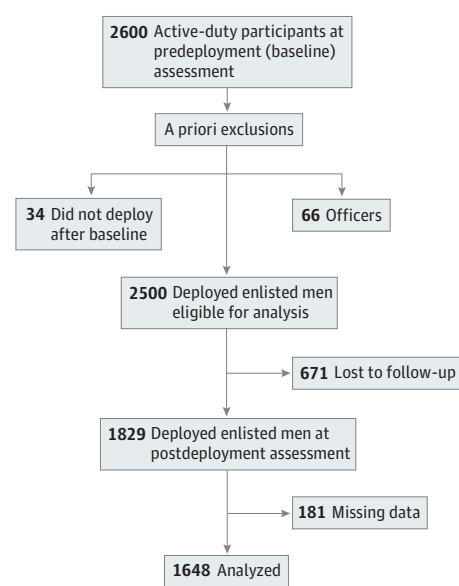 2600 Active-duty participants at
predeployment (baseline)
assessment
A priori exclusions
34 Did not deploy
after baseline
66 Officers
2500 Deployed enlisted men
eligible for analysis
671 Lost to follow-up
1829 Deployed enlisted men at
postdeployment assessment
181 Missing data
1648 Analyzed